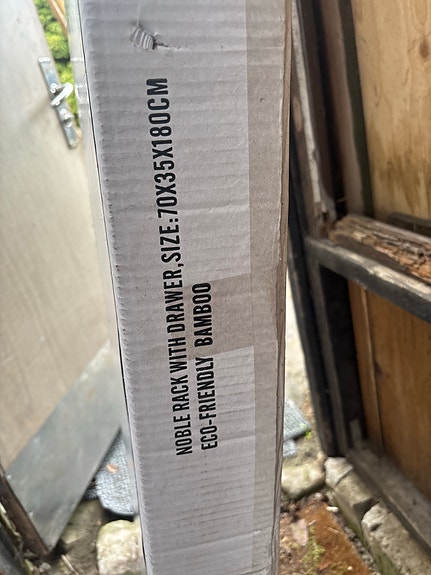 NOBLE RACK WITH DRAWER,SIZE:70X35X180CM
ECO-FRIENDLY BAMBOO